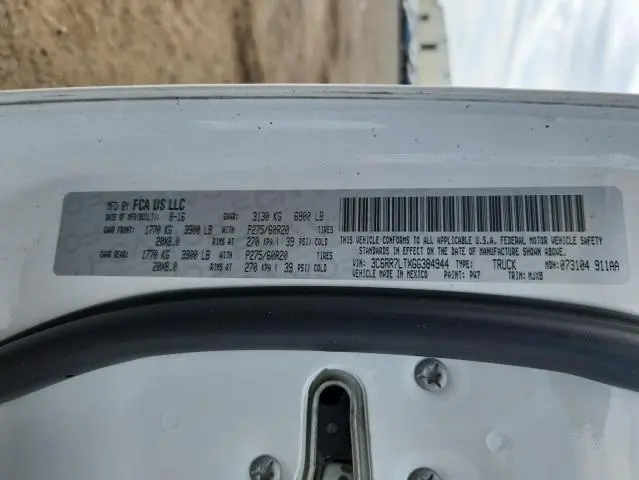 MFD BY FCA US LLC
DATE OF MFR(BUILT): 8-16 GVWR: 3130 KG 6900 LB
GAWR FRONT: 1770 KG 3900 LB WITH P275/60R20 TIRES
20X8.0 RIMS AT 270 KPA ( 39 PSI) COLD
GAWR REAR: 1770 KG 3900 LB WITH P275/60R20 TIRES
20X8.0 RIMS AT 270 KPA ( 39 PSI) COLD
THIS VEHICLE CONFORMS TO ALL APPLICABLE U.S.A. FEDERAL MOTOR VEHICLE SAFETY
STANDARDS IN EFFECT ON THE DATE OF MANUFACTURE SHOWN ABOVE.
VIN: 3C6RR7LTXGG384944 TYPE: TRUCK MDH: 073104 911AA
VEHICLE MADE IN MEXICO PAINT: PW7 TRIM: MJX8